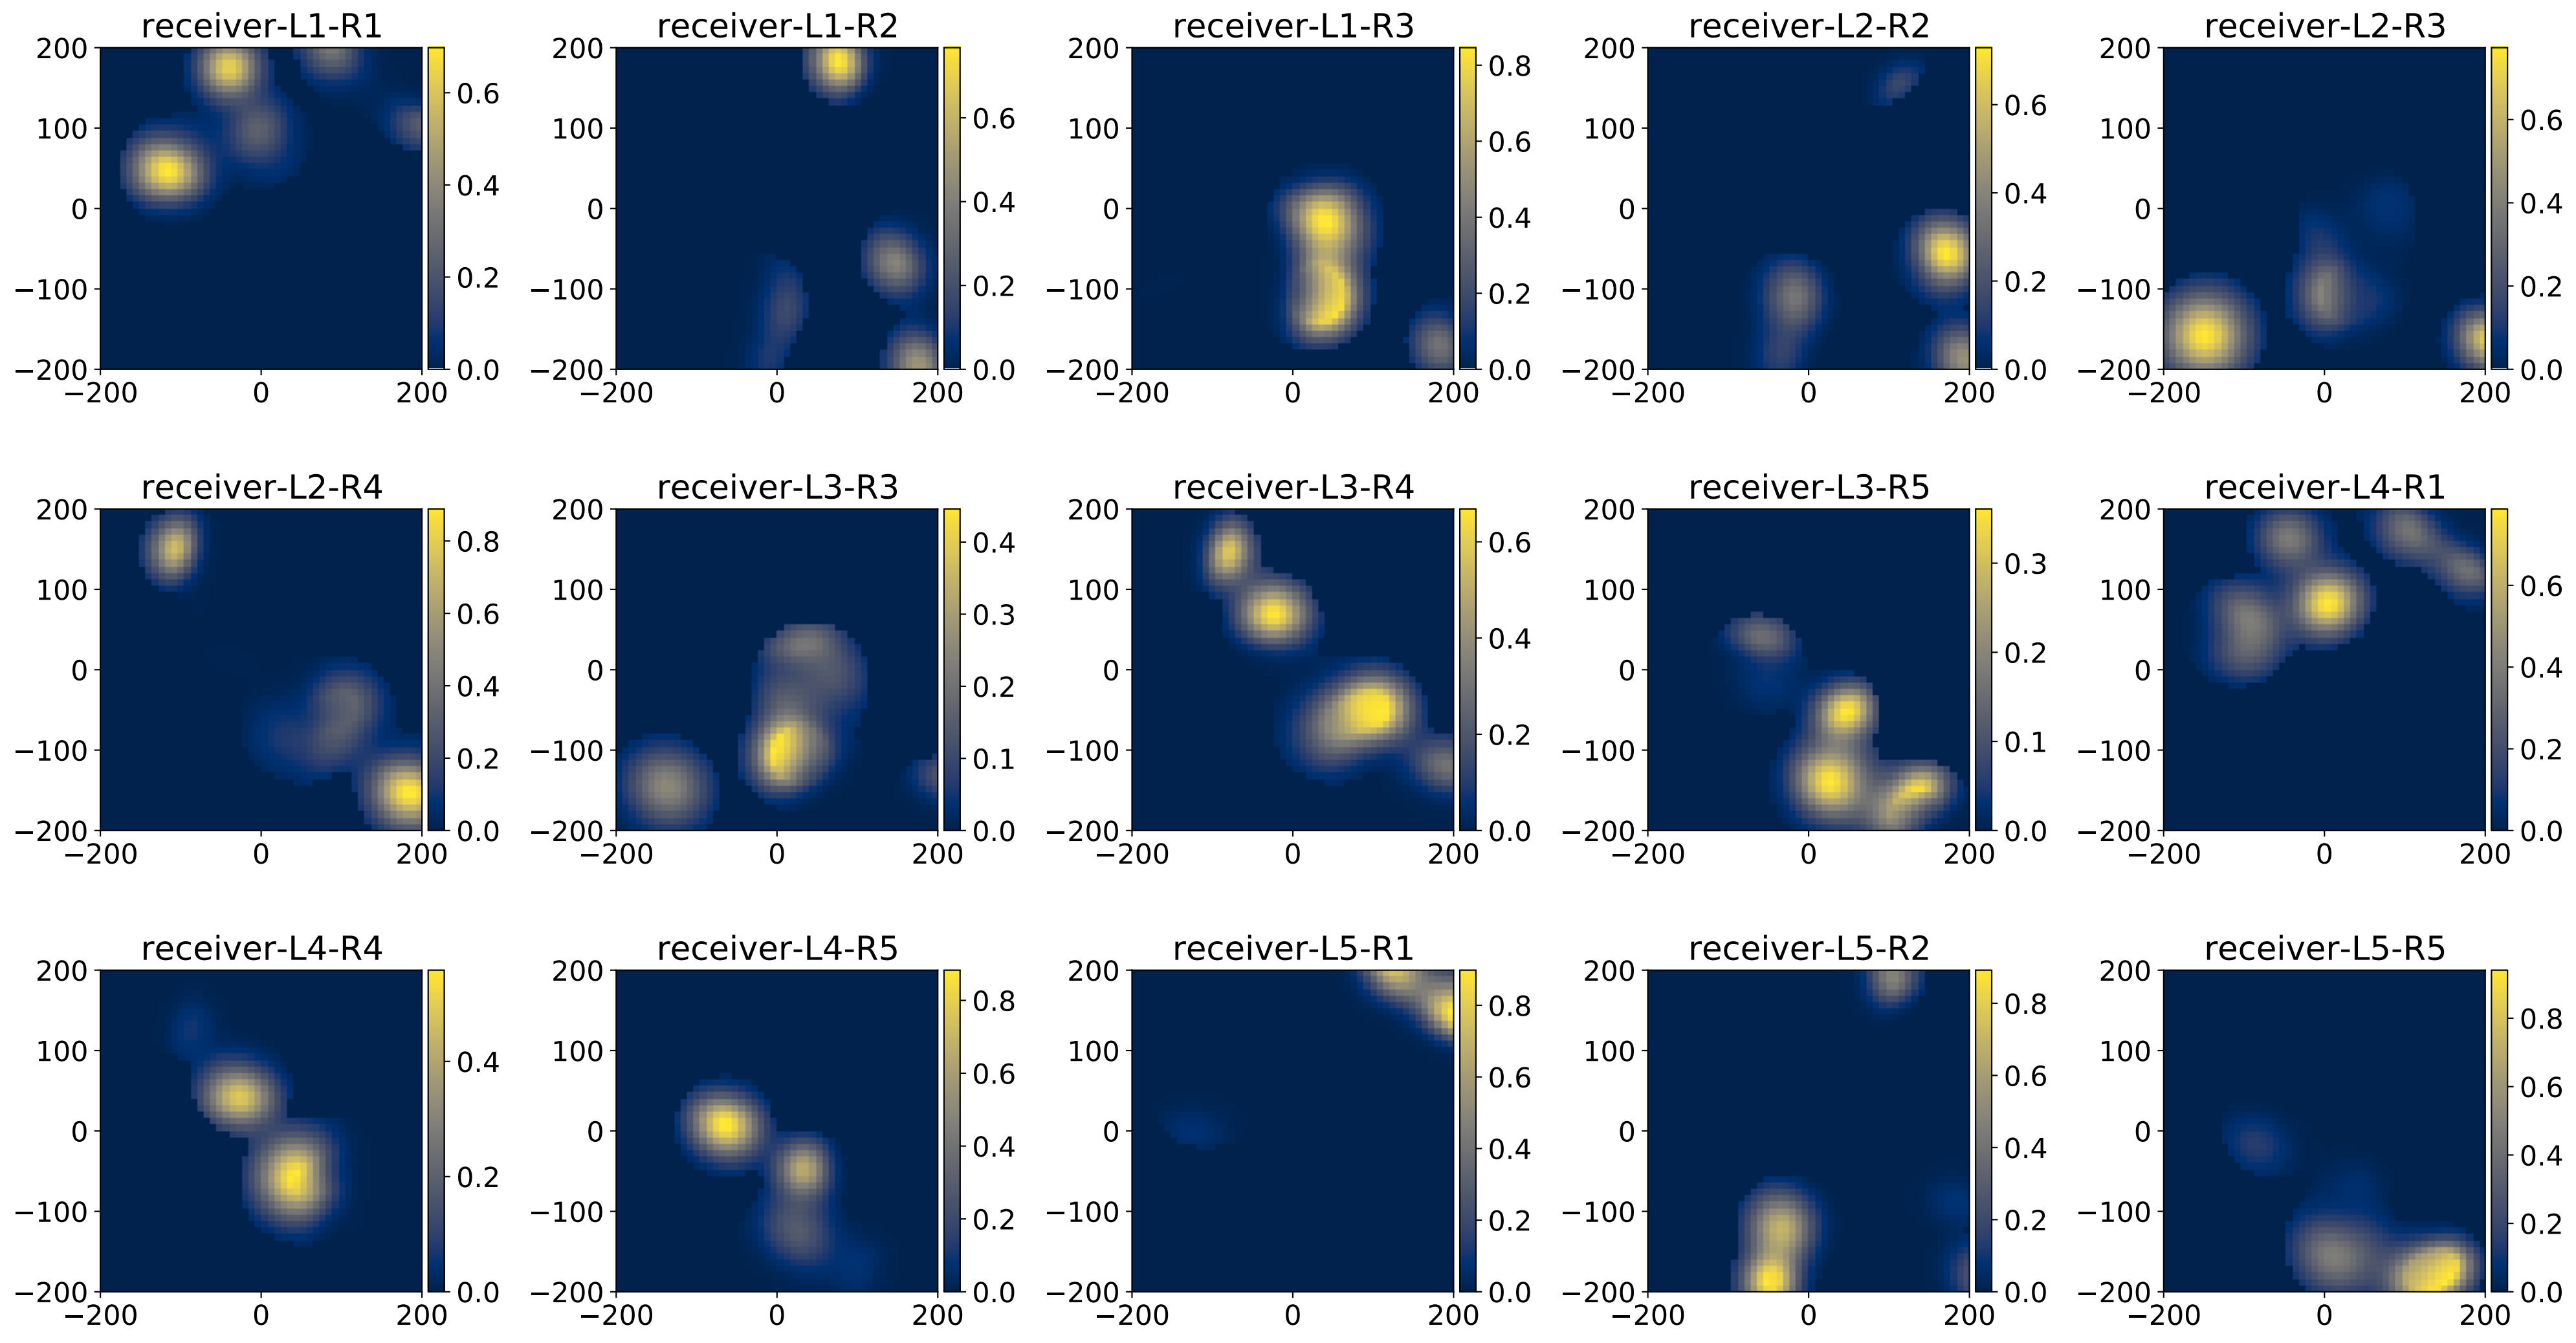 receiver-L1-R1 receiver-L1-R2 receiver-L1-R3 receiver-L2-R2 receiver-L2-R3
200 200 200 200 200
0.8
0.6 0.6 0.6 0.6
100 100 100 100 100
0.6
0.4 0.4 0.4 0.4
0 0 0 0 0
0.4
0.2 0.2 0.2 0.2 0.2
−100 −100 −100 −100 −100
−200 0.0 −200 0.0 −200 0.0 −200 0.0 −200 0.0
−200 0 200 −200 0 200 −200 0 200 −200 0 200 −200 0 200
receiver-L2-R4 receiver-L3-R3 receiver-L3-R4 receiver-L3-R5 receiver-L4-R1
200 200 200 200 200
0.8 0.4 0.6 0.3 0.6
100 100 100 100 100
0.6 0.3 0.4 0.2 0.4
0 0 0 0 0
0.4 0.2
0.2 0.1 0.2 0.1 0.2
−100 −100 −100 −100 −100
−200 0.0 −200 0.0 −200 0.0 −200 0.0 −200 0.0
−200 0 200 −200 0 200 −200 0 200 −200 0 200 −200 0 200
receiver-L4-R4 receiver-L4-R5 receiver-L5-R1 receiver-L5-R2 receiver-L5-R5
200 200 200 200 200
0.8 0.8 0.8 0.8
100 0.4 100 100 100 100
0.6 0.6 0.6 0.6
0 0 0 0 0
0.4 0.4 0.4 0.4
0.2 0.2 0.2 0.2 0.2
−100 −100 −100 −100 −100
−200 0.0 −200 0.0 −200 0.0 −200 0.0 −200 0.0
−200 0 200 −200 0 200 −200 0 200 −200 0 200 −200 0 200